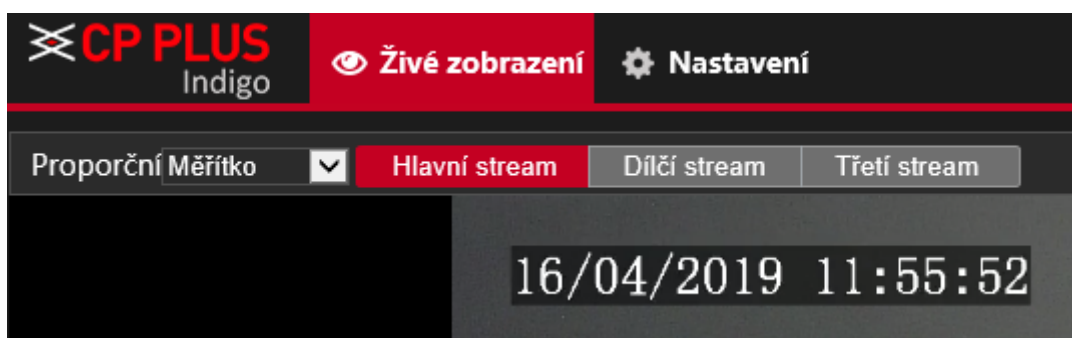 CP PLUS
Indigo
Živé zobrazení
Nastavení
Proporční Měřítko Hlavní stream Dílčí stream Třetí stream
16/04/2019 11:55:52